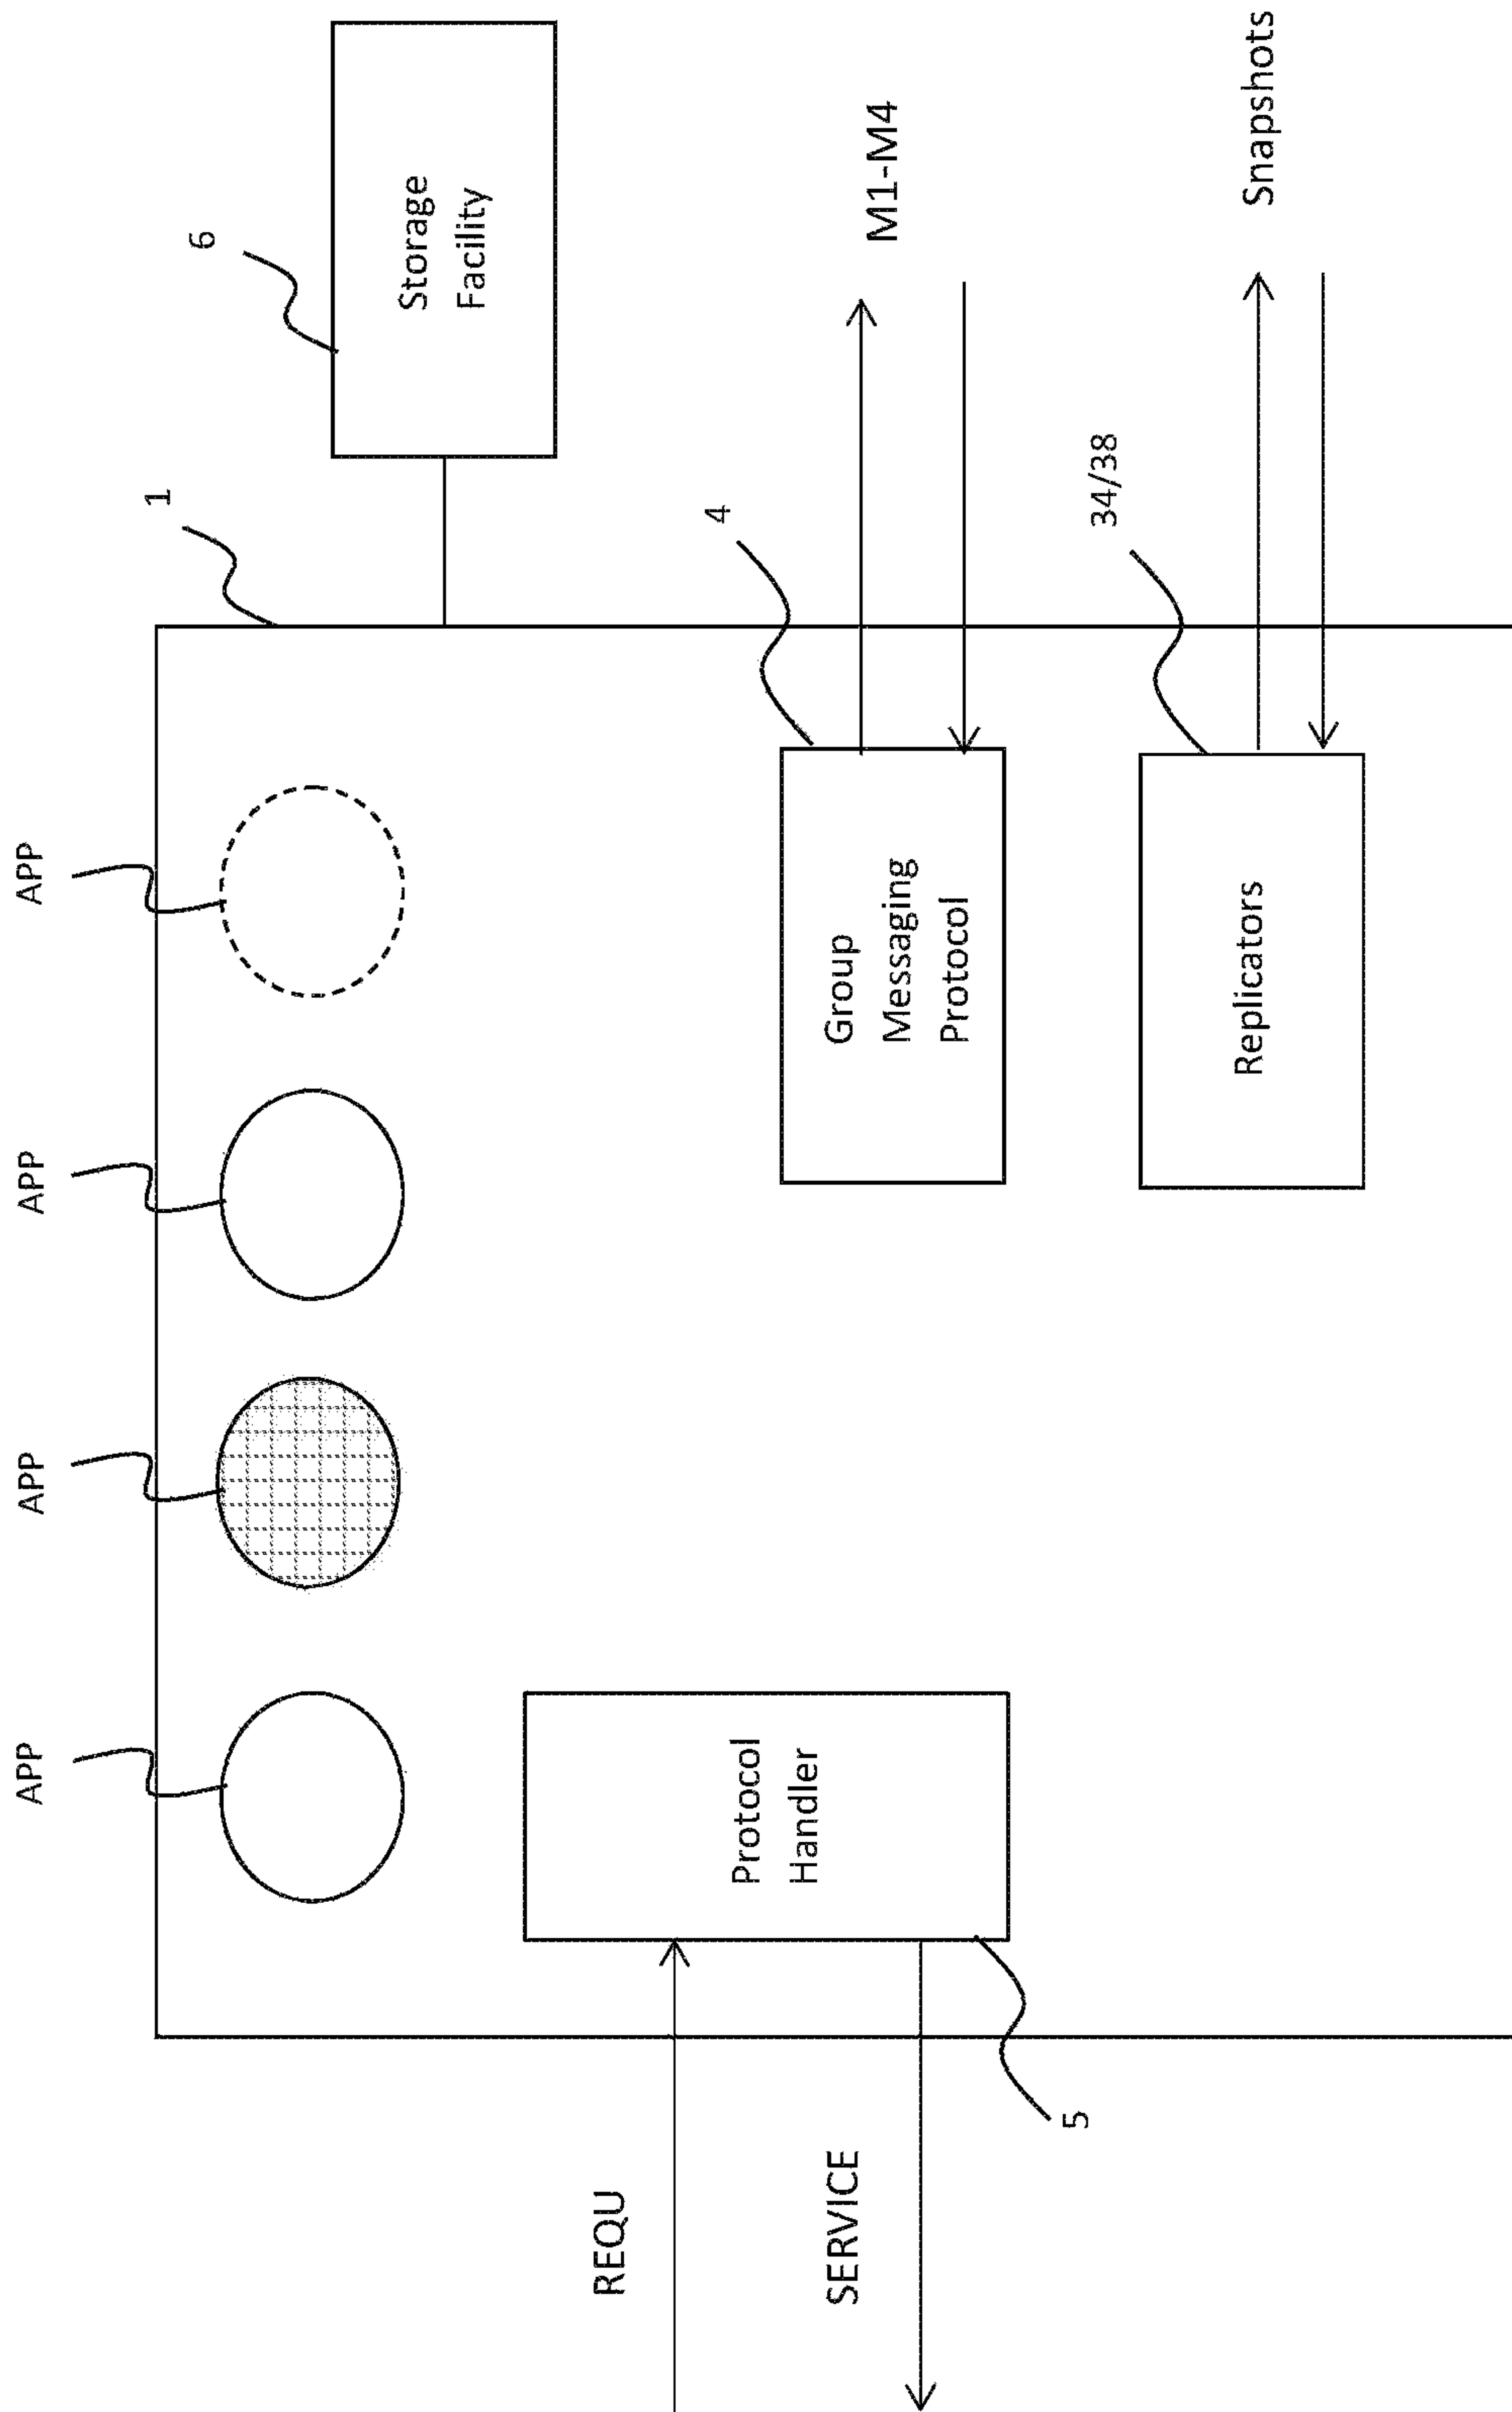 APP
APP
APP
APP
1
6
Storage
Facility
REQU
Protocol
Handler
SERVICE
5
4
Group
Messaging
Protocol
M1-M4
34/38
Replicators
Snapshots